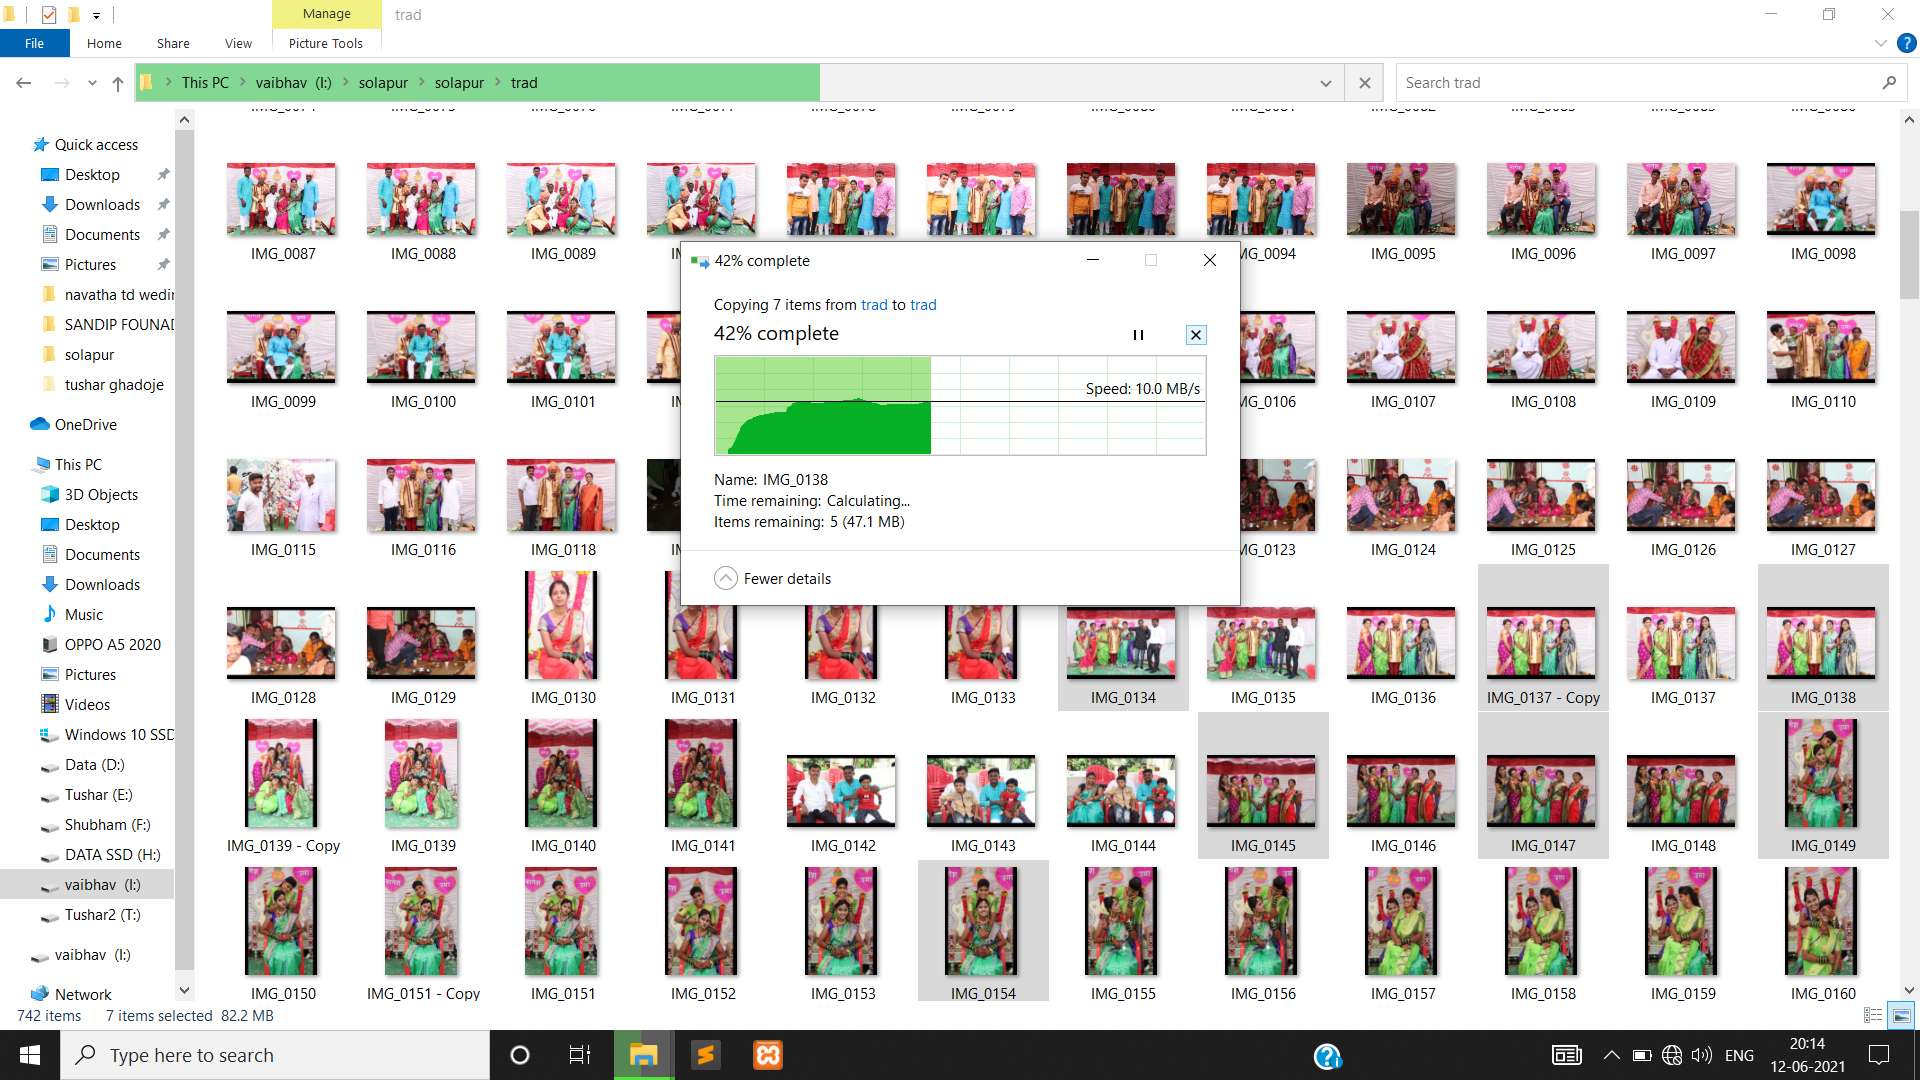 Manage
trad
File
Home
Share
View
Picture Tools
This PC
vaibhav (I:)
solapur
solapur
trad
Search trad
Quick access
Desktop
Downloads
Documents
Pictures
navatha td wedin
SANDIP FOUNAD
solapur
tushar ghadoje
OneDrive
This PC
3D Objects
Desktop
Documents
Downloads
Music
OPPO A5 2020
Pictures
Videos
Windows 10 SSD
Data (D:)
Tushar (E:)
Shubham (F:)
DATA SSD (H:)
vaibhav (I:)
Tushar2 (T:)
vaibhav (I:)
Network
IMG_0087 IMG_0088 IMG_0089 IMG_0094 IMG_0095 IMG_0096 IMG_0097 IMG_0098
IMG_0099 IMG_0100 IMG_0101 IMG_0106 IMG_0107 IMG_0108 IMG_0109 IMG_0110
IMG_0115 IMG_0116 IMG_0118 IMG_0123 IMG_0124 IMG_0125 IMG_0126 IMG_0127
42% complete
Copying 7 items from trad to trad
42% complete
Speed: 10.0 MB/s
Name: IMG_0138
Time remaining: Calculating...
Items remaining: 5 (47.1 MB)
Fewer details
IMG_0128 IMG_0129 IMG_0130 IMG_0131 IMG_0132 IMG_0133 IMG_0134 IMG_0135 IMG_0136 IMG_0137 - Copy IMG_0137 IMG_0138
IMG_0139 - Copy IMG_0139 IMG_0140 IMG_0141 IMG_0142 IMG_0143 IMG_0144 IMG_0145 IMG_0146 IMG_0147 IMG_0148 IMG_0149
IMG_0150 IMG_0151 - Copy IMG_0151 IMG_0152 IMG_0153 IMG_0154 IMG_0155 IMG_0156 IMG_0157 IMG_0158 IMG_0159 IMG_0160
742 items 7 items selected 82.2 MB
Type here to search
ENG
20:14
12-06-2021